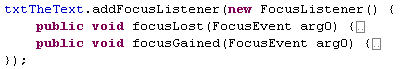 txtTheText.addFocusListener(new FocusListener() {
    public void focusLost(FocusEvent arg0) {
    public void focusGained(FocusEvent arg0) {
});